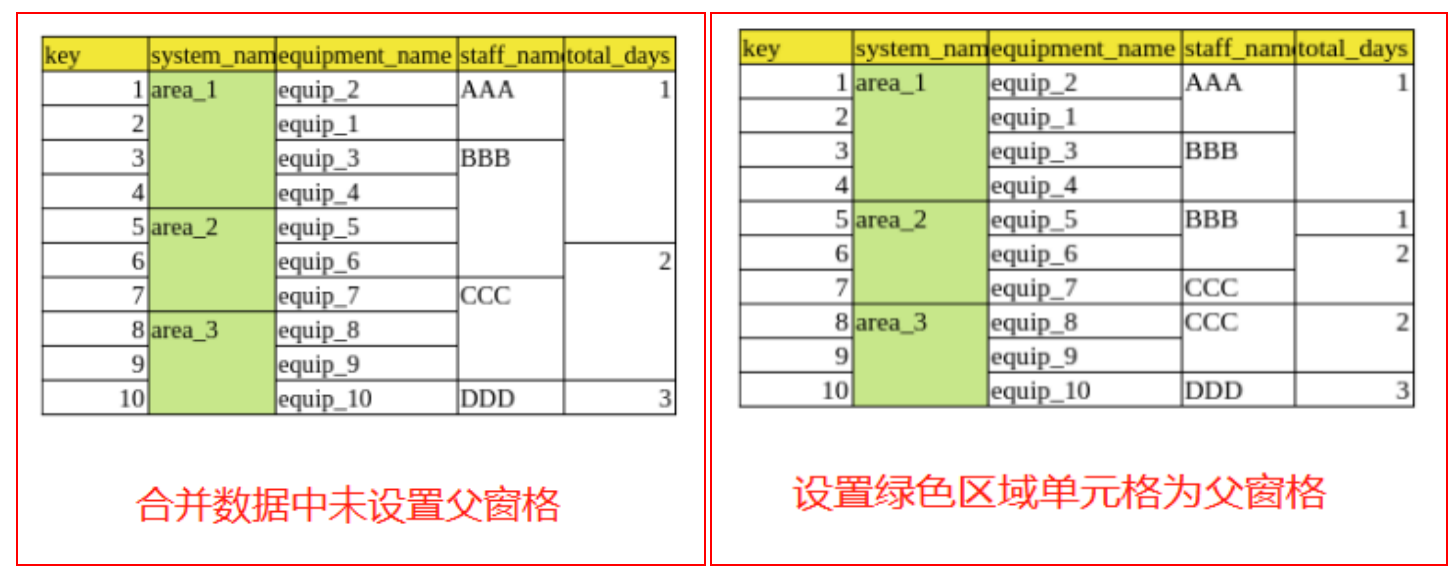 key system_nam equipment_name staff_nam total_days
1 area_1 equip_2 AAA 1
2 equip_1
3 equip_3 BBB
4 equip_4
5 area_2 equip_5
6 equip_6 2
7 equip_7 CCC
8 area_3 equip_8
9 equip_9
10 equip_10 DDD 3
合并数据中未设置父窗格
key system_nam equipment_name staff_nam total_days
1 area_1 equip_2 AAA 1
2 equip_1
3 equip_3 BBB
4 equip_4
5 area_2 equip_5 BBB 1
6 equip_6 2
7 equip_7 CCC
8 area_3 equip_8 CCC 2
9 equip_9
10 equip_10 DDD 3
设置绿色区域单元格为父窗格